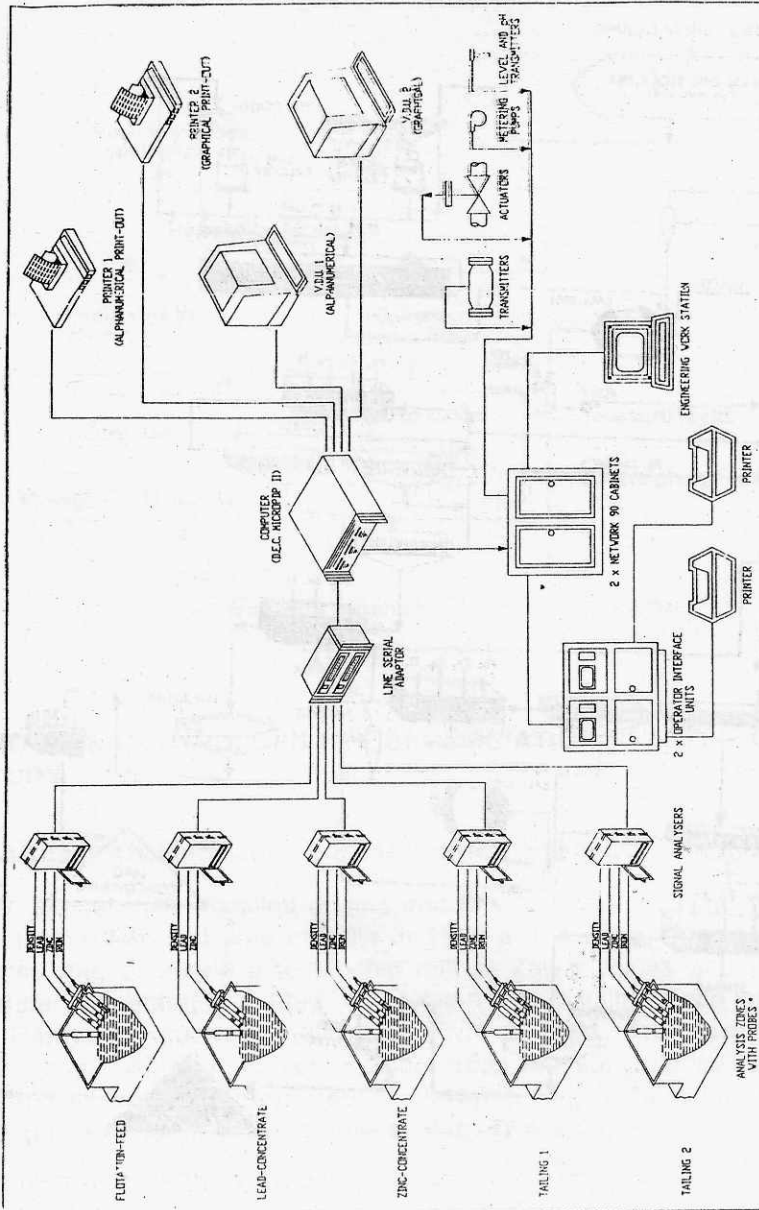 FLOTATION-FEED
DENSITY
LEAD
ZINC
IRON
LEAD-CONCENTRATE
DENSITY
LEAD
ZINC
ZINC-CONCENTRATE
DENSITY
LEAD
ZINC
TAILING 1
DENSITY
LEAD
ZINC
IRON
TAILING 2
DENSITY
LEAD
ZINC
ANALYSIS ZONES
WITH PROBES *
SIGNAL ANALYSERS
LINE SERIAL
ADAPTOR
COMPUTER
(D.E.C. MICROPDP II)
PRINTER 1
(ALPHANUMERICAL PRINT-OUT)
PRINTER 2
(GRAPHICAL PRINT-OUT)
V.D.U. 1
(ALPHANUMERICAL)
V.D.U. 2
(GRAPHICAL)
2 x OPERATOR INTERFACE
UNITS
2 x NETWORK 90 CABINETS
PRINTER
PRINTER
ENGINEERING WORK STATION
TRANSMITTERS
ACTUATORS
METERING
PUMPS
LEVEL AND pH
TRANSMITTERS